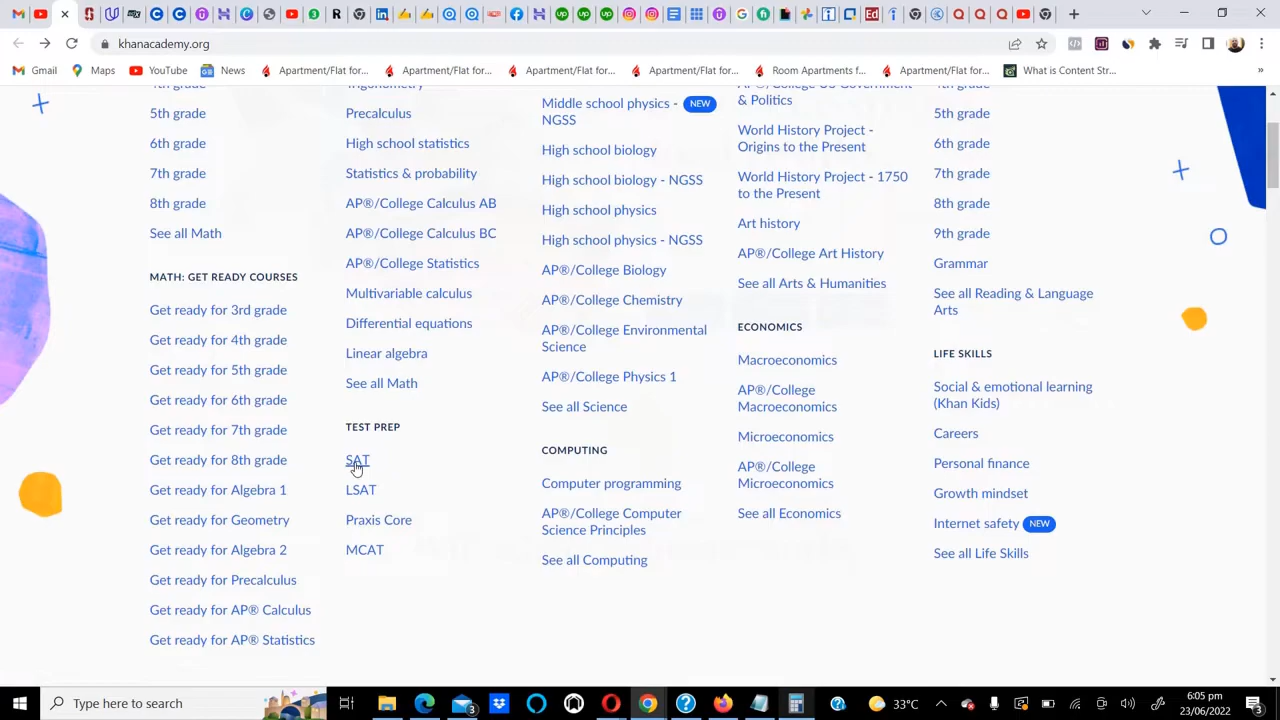 khanacademy.org
Gmail
Maps
YouTube
News
Apartment/Flat for...
Apartment/Flat for...
Apartment/Flat for...
Apartment/Flat for...
Room Apartments f...
Apartment/Flat for...
What is Content Str...
»
4th grade
5th grade
6th grade
7th grade
8th grade
See all Math
MATH: GET READY COURSES
Get ready for 3rd grade
Get ready for 4th grade
Get ready for 5th grade
Get ready for 6th grade
Get ready for 7th grade
Get ready for 8th grade
Get ready for Algebra 1
Get ready for Geometry
Get ready for Algebra 2
Get ready for Precalculus
Get ready for AP® Calculus
Get ready for AP® Statistics
Trigonometry
Precalculus
High school statistics
Statistics & probability
AP®/College Calculus AB
AP®/College Calculus BC
AP®/College Statistics
Multivariable calculus
Differential equations
Linear algebra
See all Math
TEST PREP
SAT
LSAT
Praxis Core
MCAT
Middle school physics - NEW
NGSS
High school biology
High school biology - NGSS
High school physics
High school physics - NGSS
AP®/College Biology
AP®/College Chemistry
AP®/College Environmental
Science
AP®/College Physics 1
See all Science
COMPUTING
Computer programming
AP®/College Computer
Science Principles
See all Computing
AP®/College US Government
& Politics
World History Project -
Origins to the Present
World History Project - 1750
to the Present
Art history
AP®/College Art History
See all Arts & Humanities
ECONOMICS
Macroeconomics
AP®/College
Macroeconomics
Microeconomics
AP®/College
Microeconomics
See all Economics
4th grade
5th grade
6th grade
7th grade
8th grade
9th grade
Grammar
See all Reading & Language
Arts
LIFE SKILLS
Social & emotional learning
(Khan Kids)
Careers
Personal finance
Growth mindset
Internet safety NEW
See all Life Skills
Type here to search
3
33°C
6:05 pm
23/06/2022
3